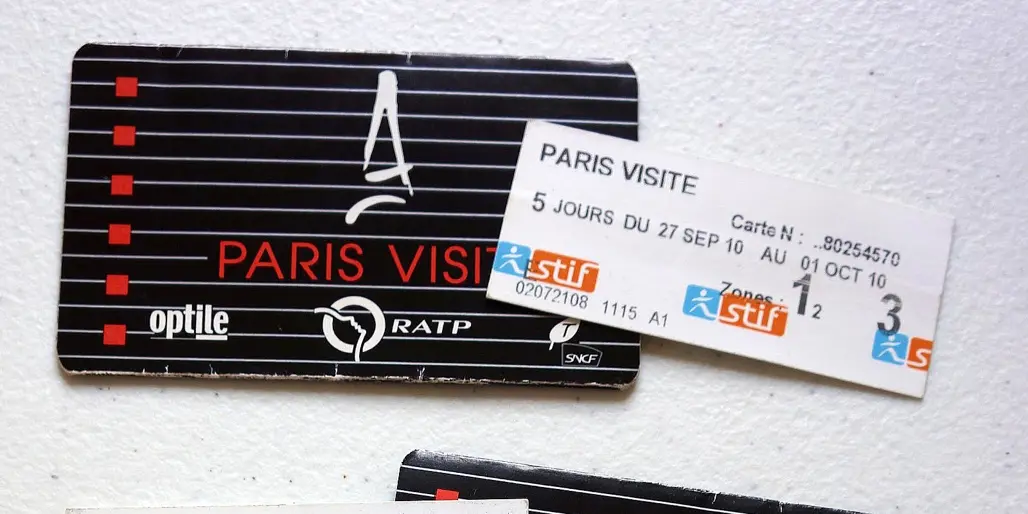 PARIS VISIT
optile
RATP
T
SNCF
PARIS VISITE
Carte N : ..80254570
5 JOURS DU 27 SEP 10 AU 01 OCT 10
stif
Zones : 1 2 3
stif
02072108 1115 A1
s